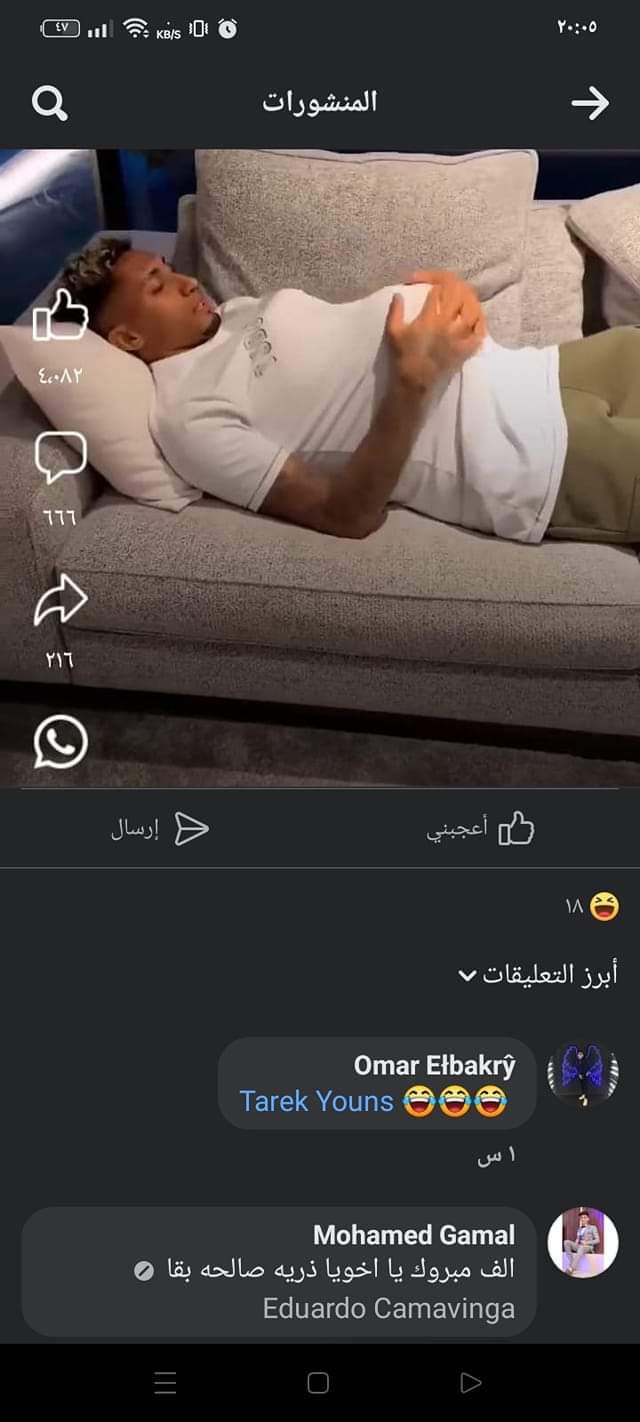 ٤٧
KB/S
٢٠:٠٥
المنشورات
٤,٠٨٢
٦٦٦
٢١٦
أعجبني
إرسال
١٨
أبرز التعليقات
Omar Ełbakrŷ
Tarek Youns 😂😂😂
١ س
Mohamed Gamal
الف مبروك يا اخويا ذريه صالحه بقا
Eduardo Camavinga